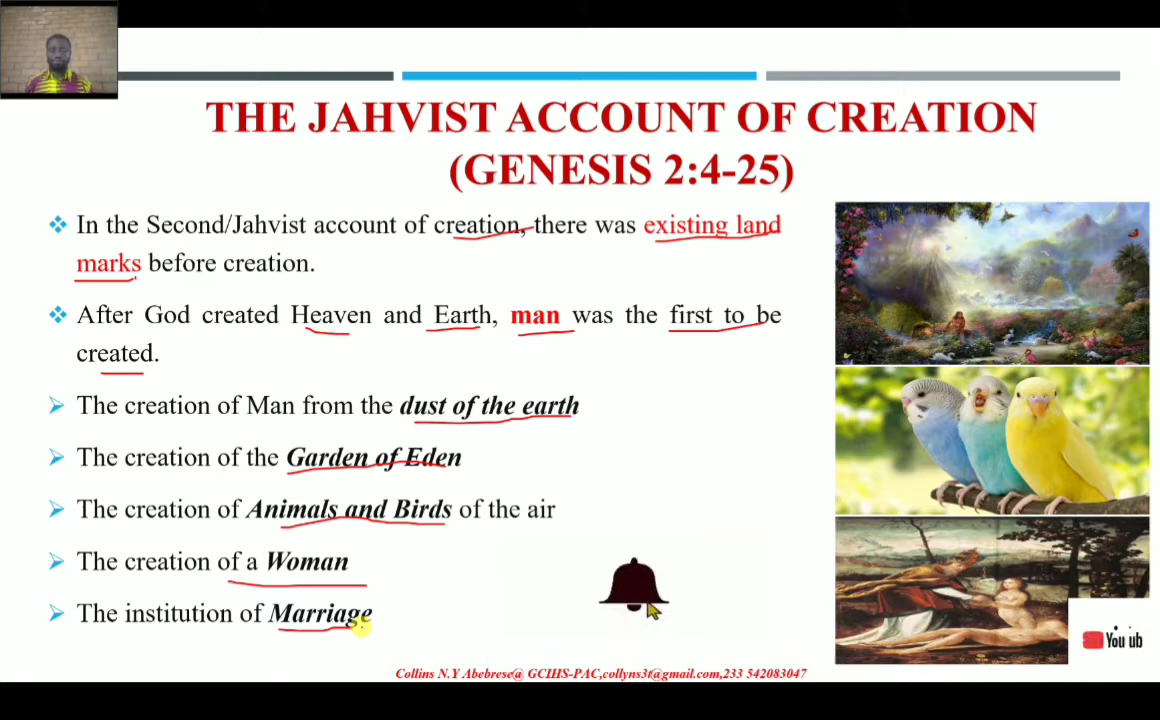 THE JAHVIST ACCOUNT OF CREATION
(GENESIS 2:4-25)
In the Second/Jahvist account of creation, there was existing land
marks before creation.
After God created Heaven and Earth, man was the first to be
created.
The creation of Man from the dust of the earth
The creation of the Garden of Eden
The creation of Animals and Birds of the air
The creation of a Woman
The institution of Marriage
You ub
Collins N.Y Abebrese@ GCIHS-PAC,collyns3t@gmail.com,233 542083047